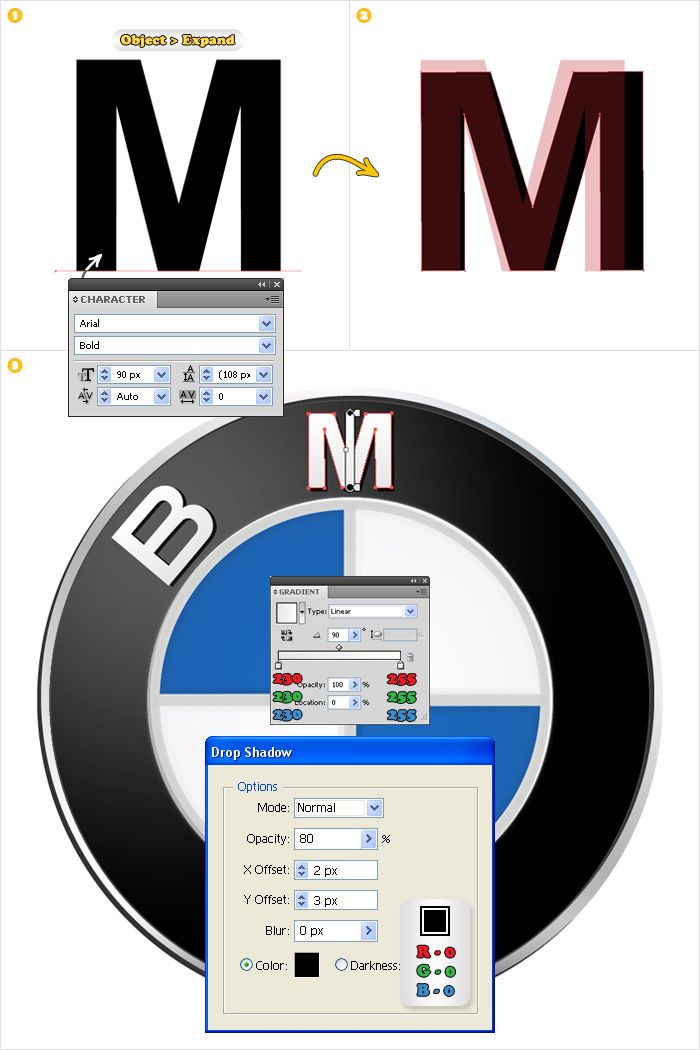 1
2
Object > Expand
M
M
CHARACTER
Arial
Bold
90 px
(108 px
Auto
0
3
M
B
GRADIENT
Type: Linear
90 °
%
230 Opacity: 100 % 255
230 Location: 0 % 255
230 255
Drop Shadow
Options
Mode: Normal
Opacity: 80 %
X Offset: 2 px
Y Offset: 3 px
Blur: 0 px
Color: Darkness:
R - 0
G - 0
B - 0